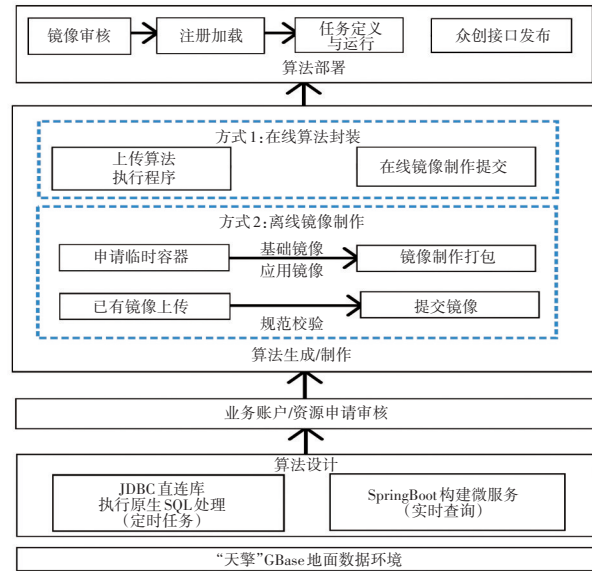 镜像审核
注册加载
任务定义
与运行
众创接口发布
算法部署
方式1:在线算法封装
上传算法
执行程序
在线镜像制作提交
方式2:离线镜像制作
申请临时容器
基础镜像
应用镜像
镜像制作打包
已有镜像上传
规范校验
提交镜像
算法生成/制作
业务账户/资源申请审核
算法设计
JDBC直连库
执行原生SQL处理
(定时任务)
SpringBoot构建微服务
(实时查询)
“天擎”GBase地面数据环境